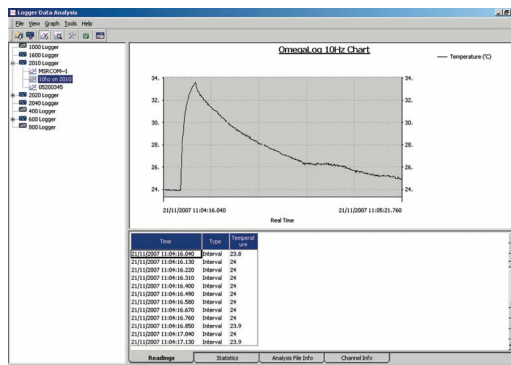 Logger Data Analysis
File View Graph Tools Help
1000 Logger
1600 Logger
2010 Logger
MSRCOM~1
10hz on 2010
05200345
2020 Logger
2040 Logger
400 Logger
600 Logger
800 Logger
OmegaLog 10Hz Chart
Temperature (°C)
34. 34.
32. 32.
30. 30.
28. 28.
26. 26.
24. 24.
21/11/2007 11:04:16.040 21/11/2007 11:05:21.760
Real Time
Time Type Temperat
ure
21/11/2007 11:04:16.040 Interval 23.8
21/11/2007 11:04:16.130 Interval 24
21/11/2007 11:04:16.220 Interval 24
21/11/2007 11:04:16.310 Interval 24
21/11/2007 11:04:16.400 Interval 24
21/11/2007 11:04:16.490 Interval 24
21/11/2007 11:04:16.580 Interval 24
21/11/2007 11:04:16.670 Interval 24
21/11/2007 11:04:16.760 Interval 24
21/11/2007 11:04:16.850 Interval 23.9
21/11/2007 11:04:17.040 Interval 24
21/11/2007 11:04:17.130 Interval 23.9
Readings Statistics Analysis File Info Channel Info